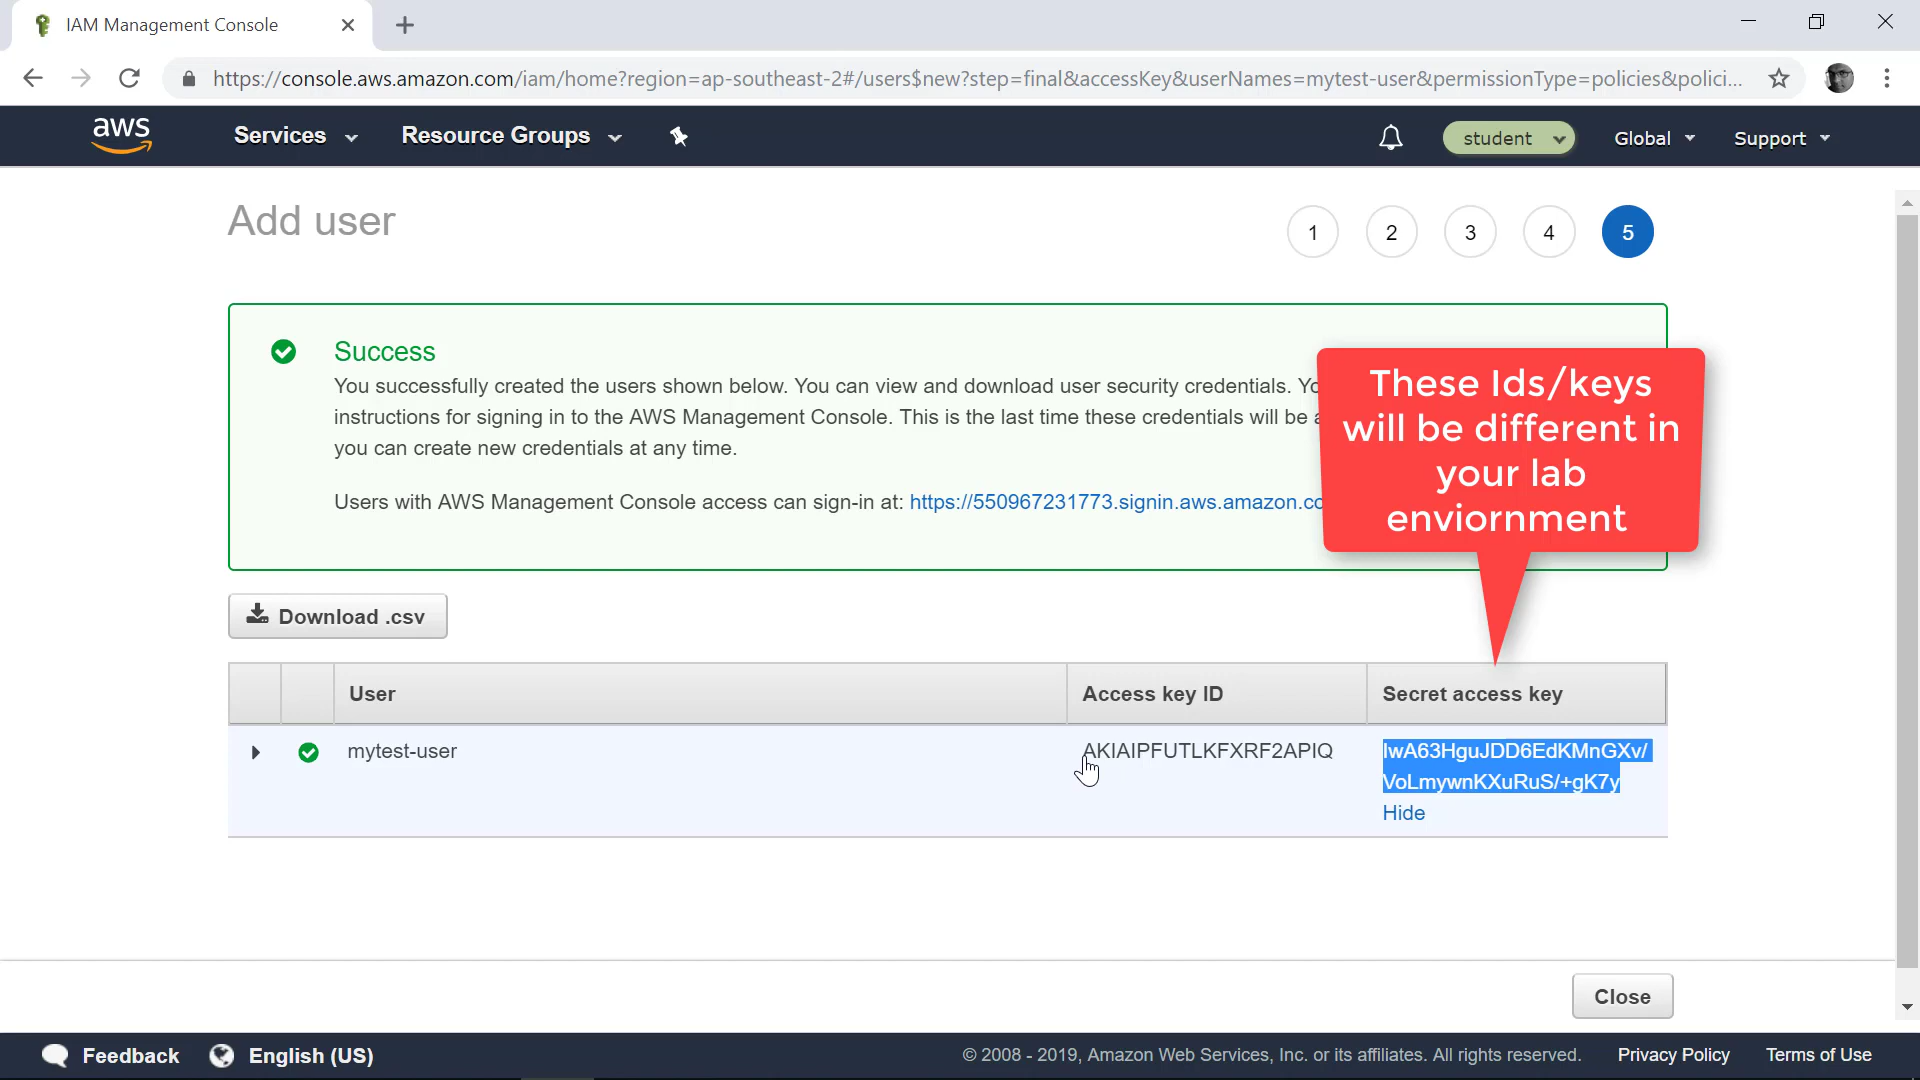 IAM Management Console
https://console.aws.amazon.com/iam/home?region=ap-southeast-2#/users$new?step=final&accessKey&userNames=mytest-user&permissionType=policies&polici...
aws
Services
Resource Groups
student
Global
Support
Add user
1 2 3 4 5
Success
You successfully created the users shown below. You can view and download user security credentials.
instructions for signing in to the AWS Management Console. This is the last time these credentials will be
you can create new credentials at any time.
Users with AWS Management Console access can sign-in at: https://550967231773.signin.aws.amazon.co
These Ids/keys
will be different in
your lab
enviornment
Download .csv
User Access key ID Secret access key
mytest-user AKIAIPFUTLKFXRF2APIQ lwA63HguJDD6EdKMnGXv/
VoLmywnKXuRuS/+gK7y
Hide
Close
Feedback English (US) © 2008 - 2019, Amazon Web Services, Inc. or its affiliates. All rights reserved. Privacy Policy Terms of Use